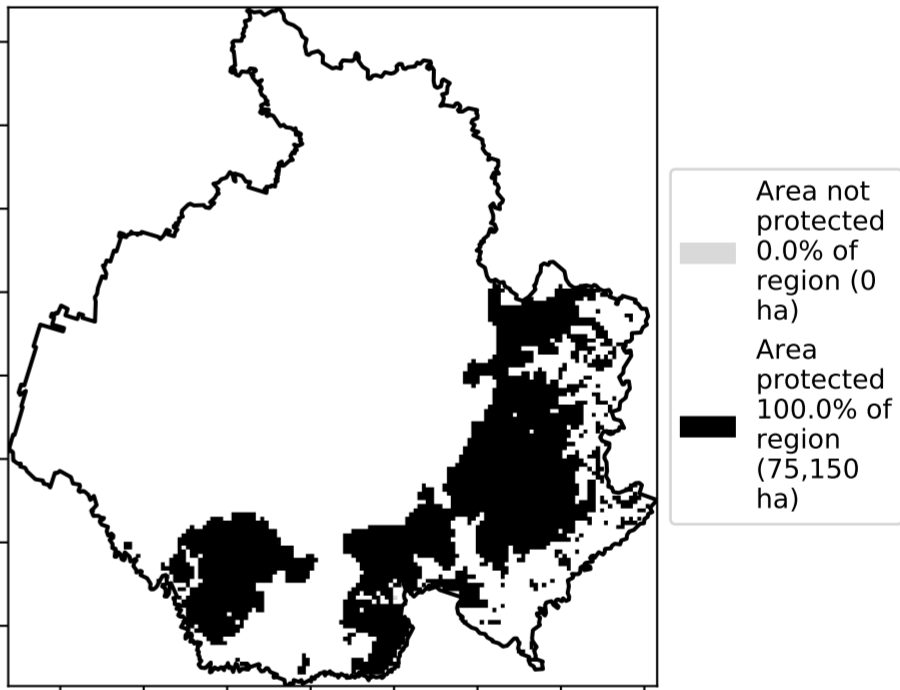 Area not
protected
0.0% of
region (0
ha)
Area
protected
100.0% of
region
(75,150
ha)